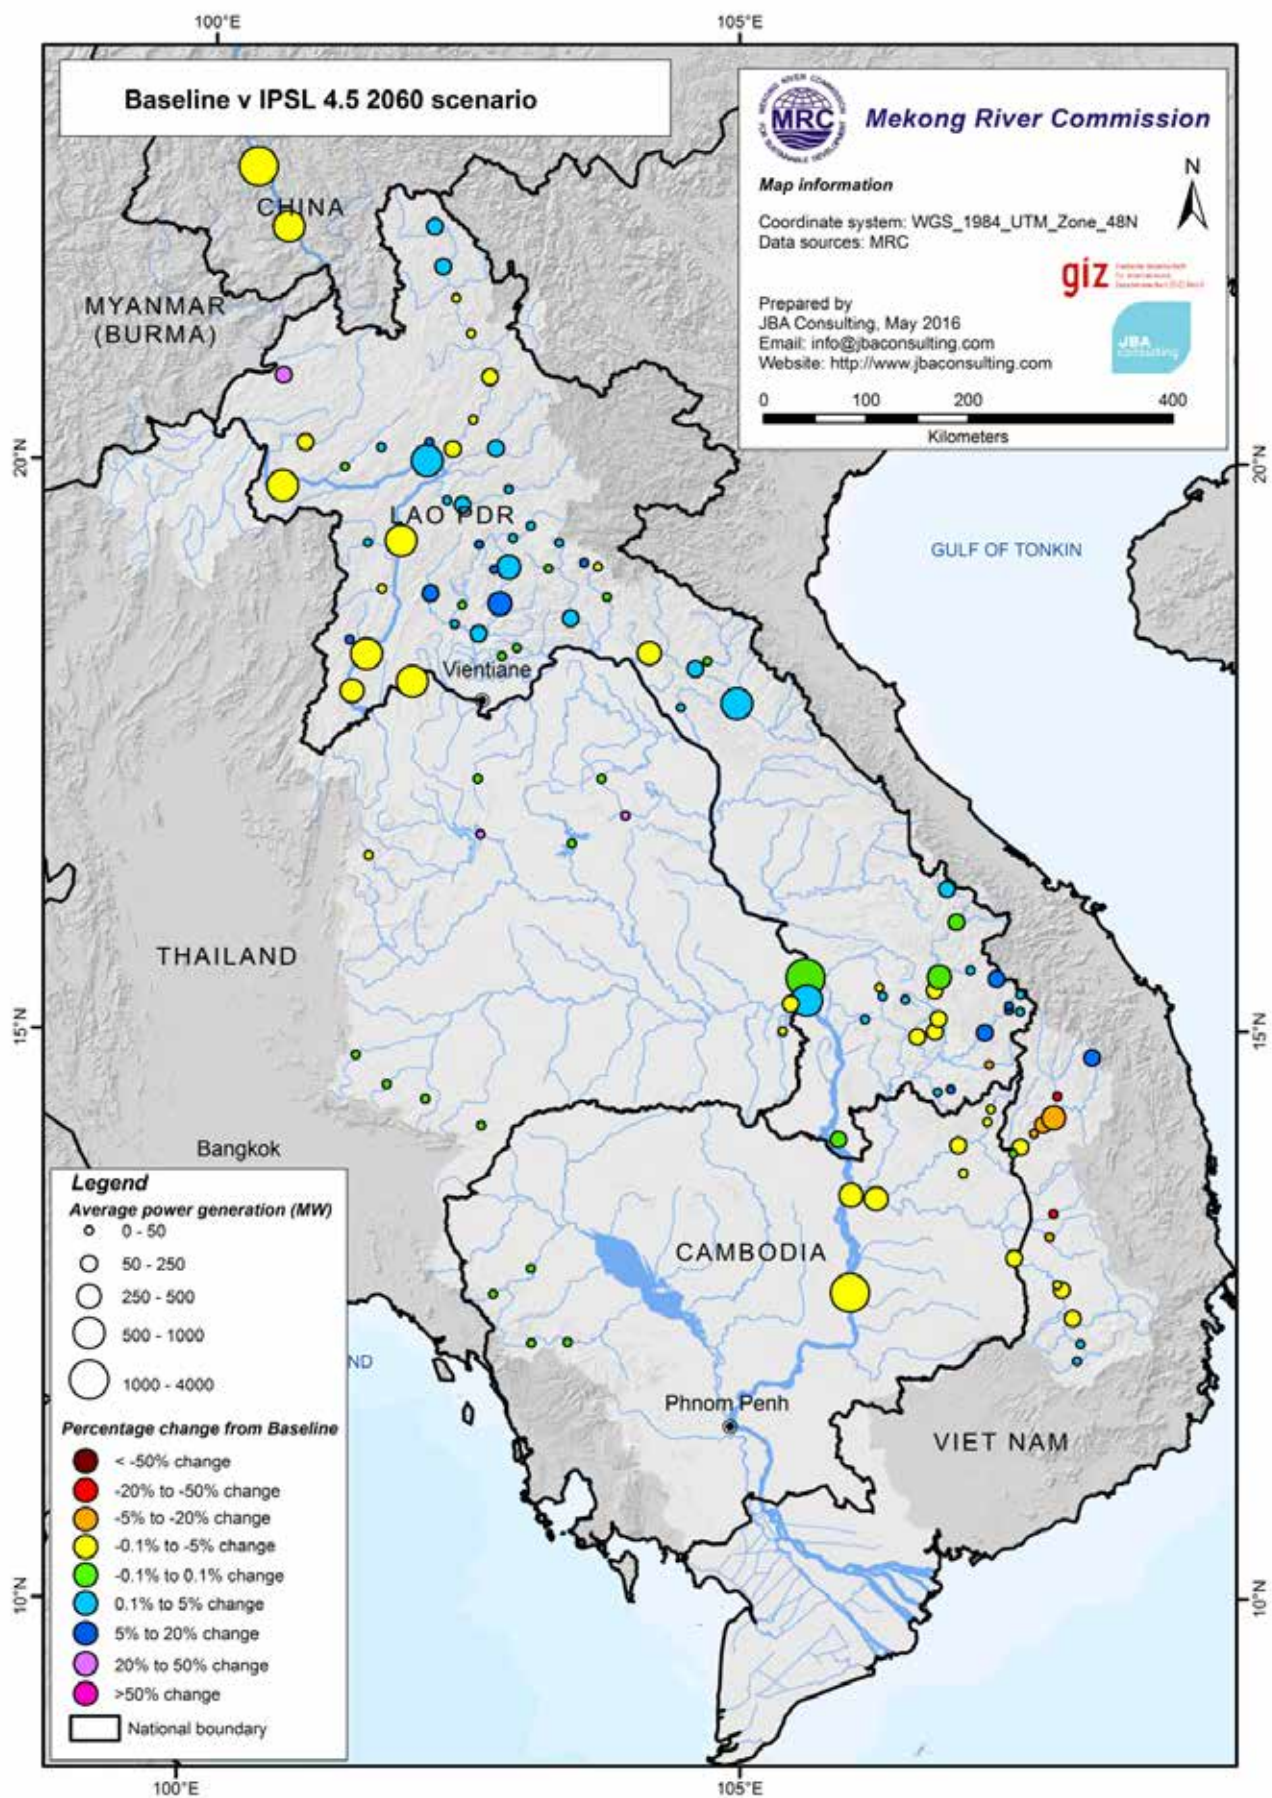 100°E
105°E
Baseline v IPSL 4.5 2060 scenario
MRC
Mekong River Commission
Map information
N
Coordinate system: WGS_1984_UTM_Zone_48N
Data sources: MRC
giz
Prepared by
JBA Consulting, May 2016
Email: info@jbaconsulting.com
Website: http://www.jbaconsulting.com
JBA
consulting
0 100 200 400
Kilometers
CHINA
MYANMAR
(BURMA)
20°N
20°N
LAO PDR
GULF OF TONKIN
Vientiane
THAILAND
15°N
15°N
Bangkok
CAMBODIA
ND
Phnom Penh
VIET NAM
10°N
10°N
Legend
Average power generation (MW)
0 - 50
50 - 250
250 - 500
500 - 1000
1000 - 4000
Percentage change from Baseline
< -50% change
-20% to -50% change
-5% to -20% change
-0.1% to -5% change
-0.1% to 0.1% change
0.1% to 5% change
5% to 20% change
20% to 50% change
>50% change
National boundary
100°E
105°E